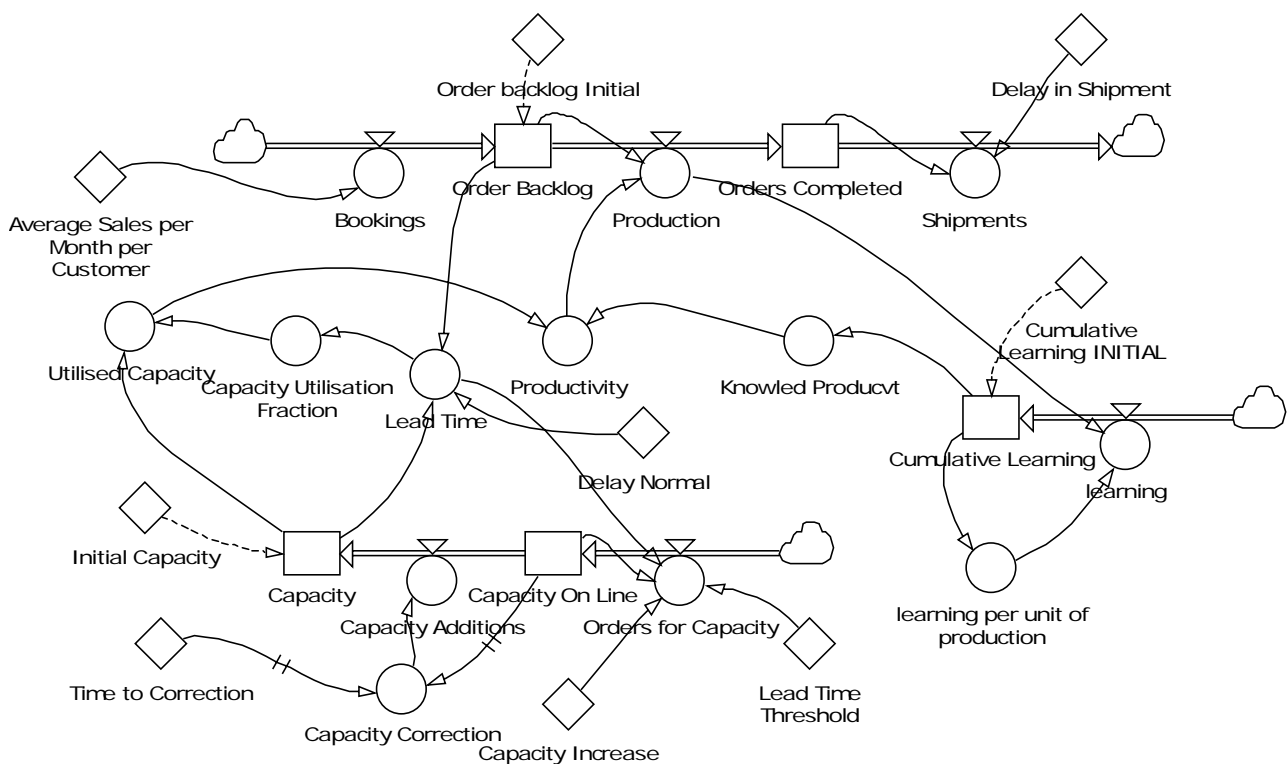 Order backlog Initial
Delay in Shipment
Order Backlog
Orders Completed
Bookings
Production
Shipments
Average Sales per
Month per
Customer
Cumulative
Learning INITIAL
Utilised Capacity
Capacity Utilisation
Fraction
Productivity
Knowled Producvt
Lead Time
Cumulative Learning
Delay Normal
learning
Initial Capacity
Capacity
Capacity On Line
Capacity Additions
Orders for Capacity
learning per unit of
production
Time to Correction
Lead Time
Threshold
Capacity Correction
Capacity Increase